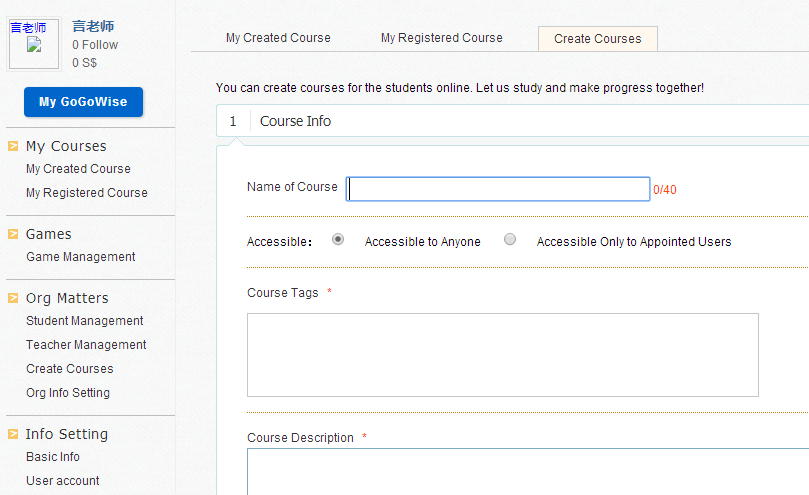 言老师
言老师
0 Follow
0 S$
My GoGoWise
My Courses
My Created Course
My Registered Course
Games
Game Management
Org Matters
Student Management
Teacher Management
Create Courses
Org Info Setting
Info Setting
Basic Info
User account
My Created Course
My Registered Course
Create Courses
You can create courses for the students online. Let us study and make progress together!
1 Course Info
Name of Course 0/40
Accessible： Accessible to Anyone Accessible Only to Appointed Users
Course Tags *
Course Description *